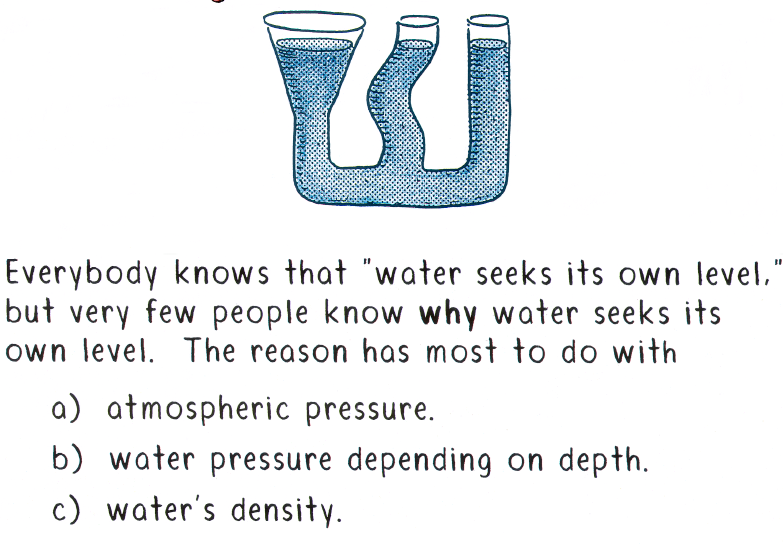 Everybody knows that "water seeks its own level,"
but very few people know why water seeks its
own level. The reason has most to do with
a) atmospheric pressure.
b) water pressure depending on depth.
c) water's density.